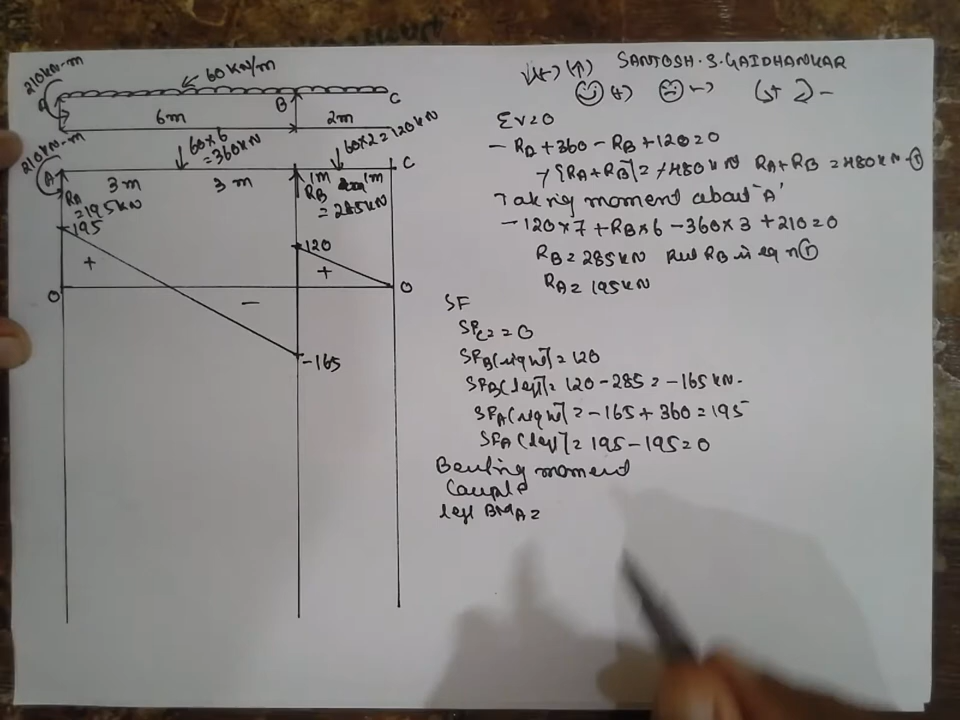 210kN-m
60kN/m
A
B
C
6m
2m
210kN-m
60×6
=360kN
60×2=120kN
A
C
3m
3m
1m
1m
RA
=195kN
RB
=285kN
195
+
120
+
0
0
−
-165
↓(+) (↑) SANTOSH.S.GAIDHANKAR
(+) (-)
Σv=0
- RA + 360 - RB + 120 = 0
-[RA+RB] = -480kN RA+RB = 480kN-①
Taking moment about 'A'
- 120×7 + RB×6 - 360×3 + 210 = 0
RB = 285kN Put RB in eqn①
RA = 195kN
SF
SFC = 0
SFB(right) = 120
SFB(left) = 120 - 285 = -165kN.
SFA(right) = -165 + 360 = 195
SFA(left) = 195 - 195 = 0
Bending moment
Couple
left BMA =